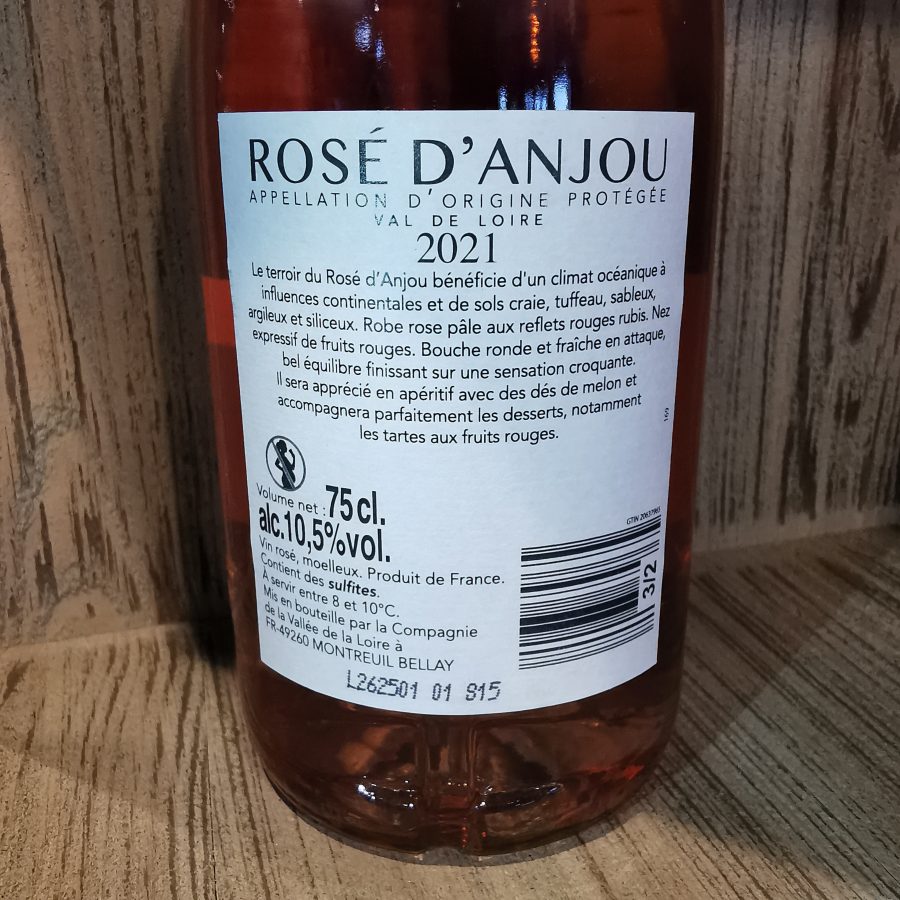 ROSÉ D'ANJOU
APPELLATION D'ORIGINE PROTÉGÉE
VAL DE LOIRE
2021
Le terroir du Rosé d'Anjou bénéficie d'un climat océanique à
influences continentales et de sols craie, tuffeau, sableux,
argileux et siliceux. Robe rose pâle aux reflets rouges rubis. Nez
expressif de fruits rouges. Bouche ronde et fraîche en attaque,
bel équilibre finissant sur une sensation croquante.
Il sera apprécié en apéritif avec des dés de melon et
accompagnera parfaitement les desserts, notamment
les tartes aux fruits rouges.
169
Volume net : 75 cl.
alc.10,5%vol.
Vin rosé, moelleux. Produit de France.
Contient des sulfites.
À servir entre 8 et 10°C.
Mis en bouteille par la Compagnie
de la Vallée de la Loire à
FR-49260 MONTREUIL BELLAY
GTIN 20637965
3/2
L262501 01 S15